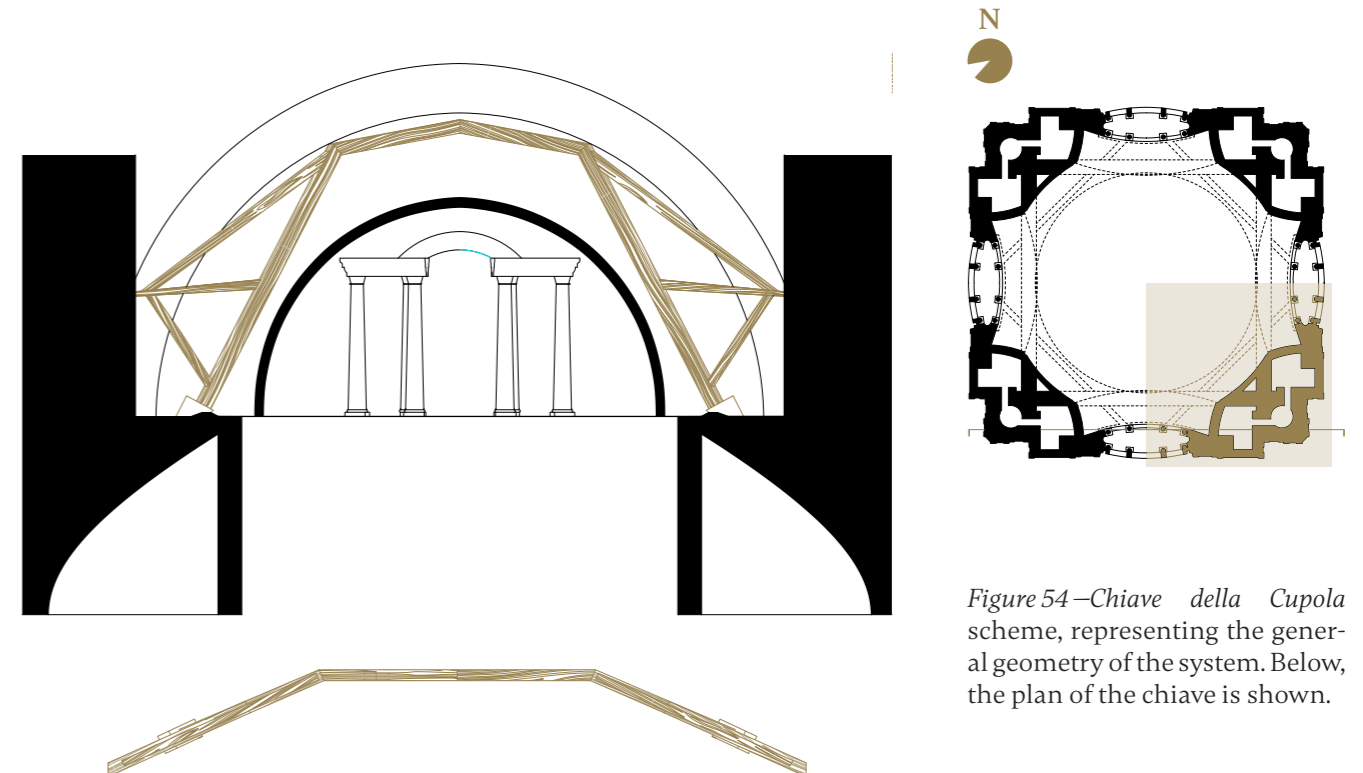 N
Figure 54 — Chiave della Cupola
scheme, representing the gener-
al geometry of the system. Below,
the plan of the chiave is shown.